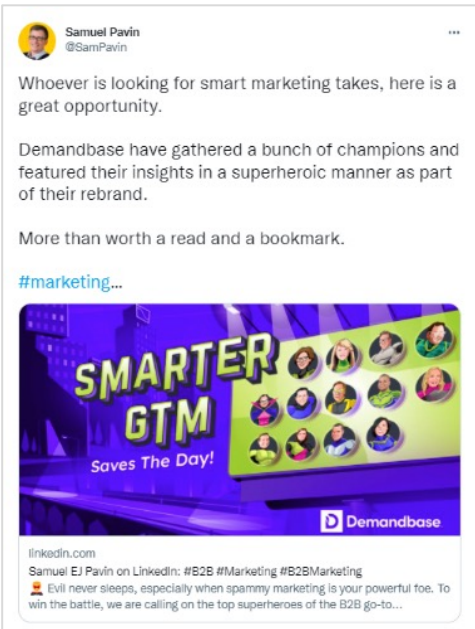 Samuel Pavin
@SamPavin
Whoever is looking for smart marketing takes, here is a
great opportunity.
Demandbase have gathered a bunch of champions and
featured their insights in a superheroic manner as part
of their rebrand.
More than worth a read and a bookmark.
#marketing...
SMARTER
GTM
Saves The Day!
Demandbase
linkedin.com
Samuel EJ Pavin on LinkedIn: #B2B #Marketing #B2BMarketing
Evil never sleeps, especially when spammy marketing is your powerful foe. To
win the battle, we are calling on the top superheroes of the B2B go-to...